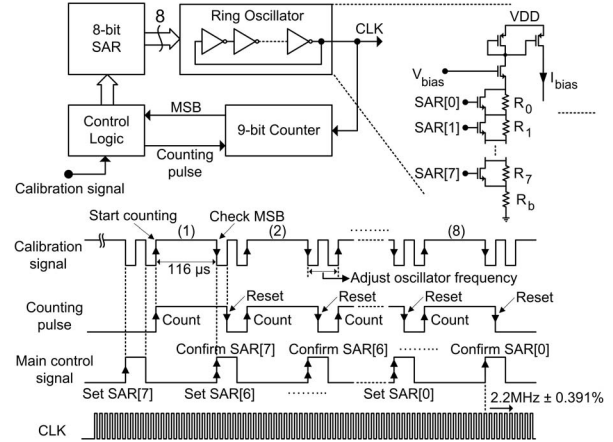 8-bit
SAR
8
Ring Oscillator
CLK
VDD
Vbias
Ibias
SAR[0]
R0
SAR[1]
R1
SAR[7]
R7
Rb
MSB
Control
Logic
9-bit Counter
Counting
pulse
Calibration signal
Start counting
(1)
Check MSB
(2)
(8)
Calibration
signal
116 μs
Adjust oscillator frequency
Counting
pulse
Count
Reset
Count
Reset
Count
Reset
Count
Reset
Main control
signal
Confirm SAR[7]
Confirm SAR[6]
Confirm SAR[0]
Set SAR[7]
Set SAR[6]
Set SAR[0]
2.2MHz ± 0.391%
CLK